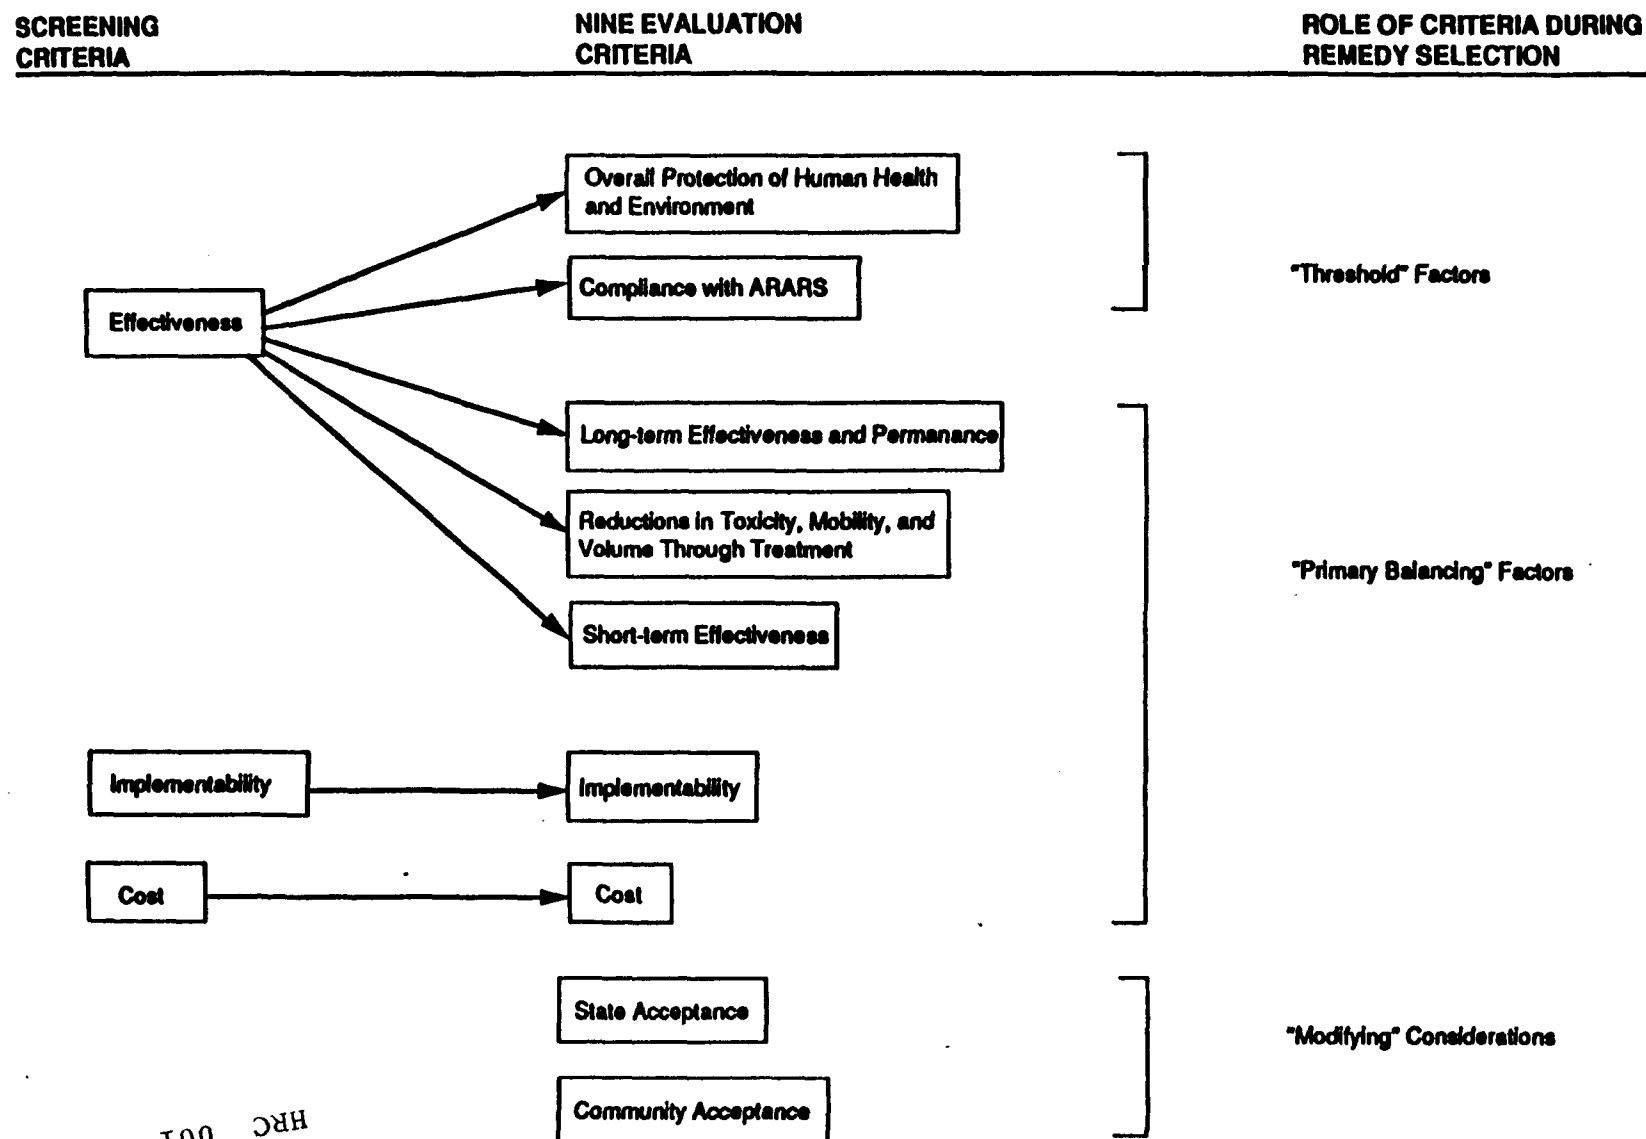 SCREENING
CRITERIA
NINE EVALUATION
CRITERIA
ROLE OF CRITERIA DURING
REMEDY SELECTION
Overall Protection of Human Health
and Environment
Compliance with ARARS
"Threshold" Factors
Effectiveness
Long-term Effectiveness and Permanance
Reductions in Toxicity, Mobility, and
Volume Through Treatment
"Primary Balancing" Factors
Short-term Effectiveness
Implementability
Implementability
Cost
Cost
State Acceptance
"Modifying" Considerations
Community Acceptance
HRC 001